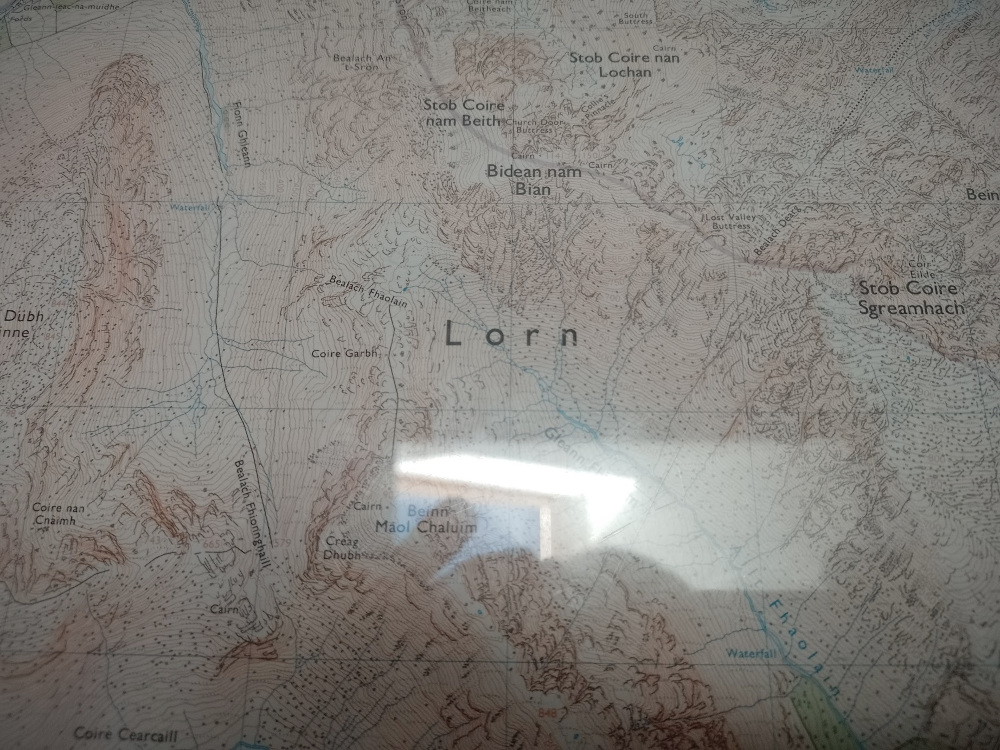 Gleann-leac-na-muidhe
Coire nam
Beitheach
South
Buttress
Bealach An
t-Sròn
Cairn
Stob Coire nan
Lochan
Waterfall
Fionn Ghleann
Stob Coire
nam Beith
Collie's
Pinnacle
Church Door
Buttress
Cairn
Cairn
Bidean nam
Bian
Bein
Waterfall
Lost Valley
Buttress
Bealach Dearg
Coir
Eilde
Stob Coire
Sgreamhach
Bealach Fhaolain
Dubh
inne
Lorn
Coire Garbh
Gleann
Bealach Fhionnghaill
Coire nan
Cnaimh
Cairn
Beinn
Maol Chaluim
Creag
Dhubh
Cairn
Fhaolain
Waterfall
848
Coire Cearcaill